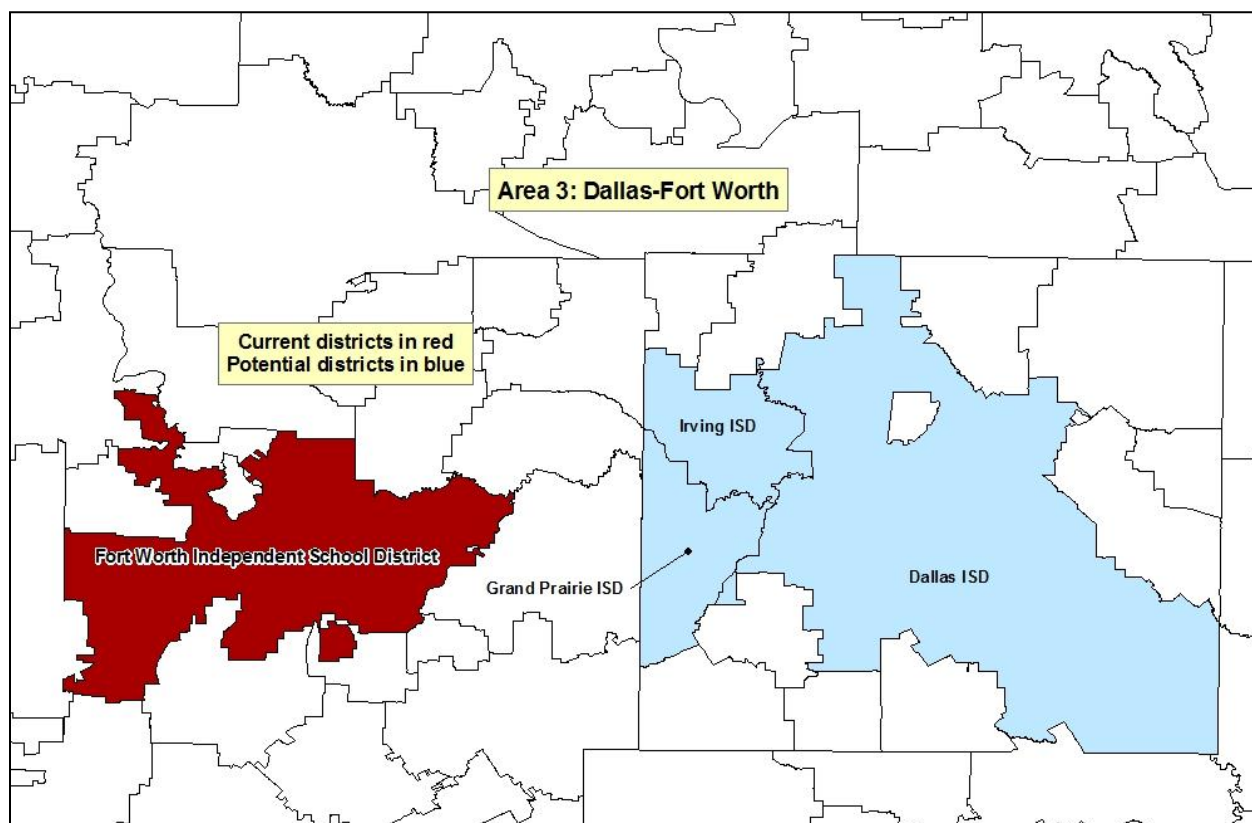 Area 3: Dallas-Fort Worth
Current districts in red
Potential districts in blue
Irving ISD
Fort Worth Independent School District
Grand Prairie ISD
Dallas ISD